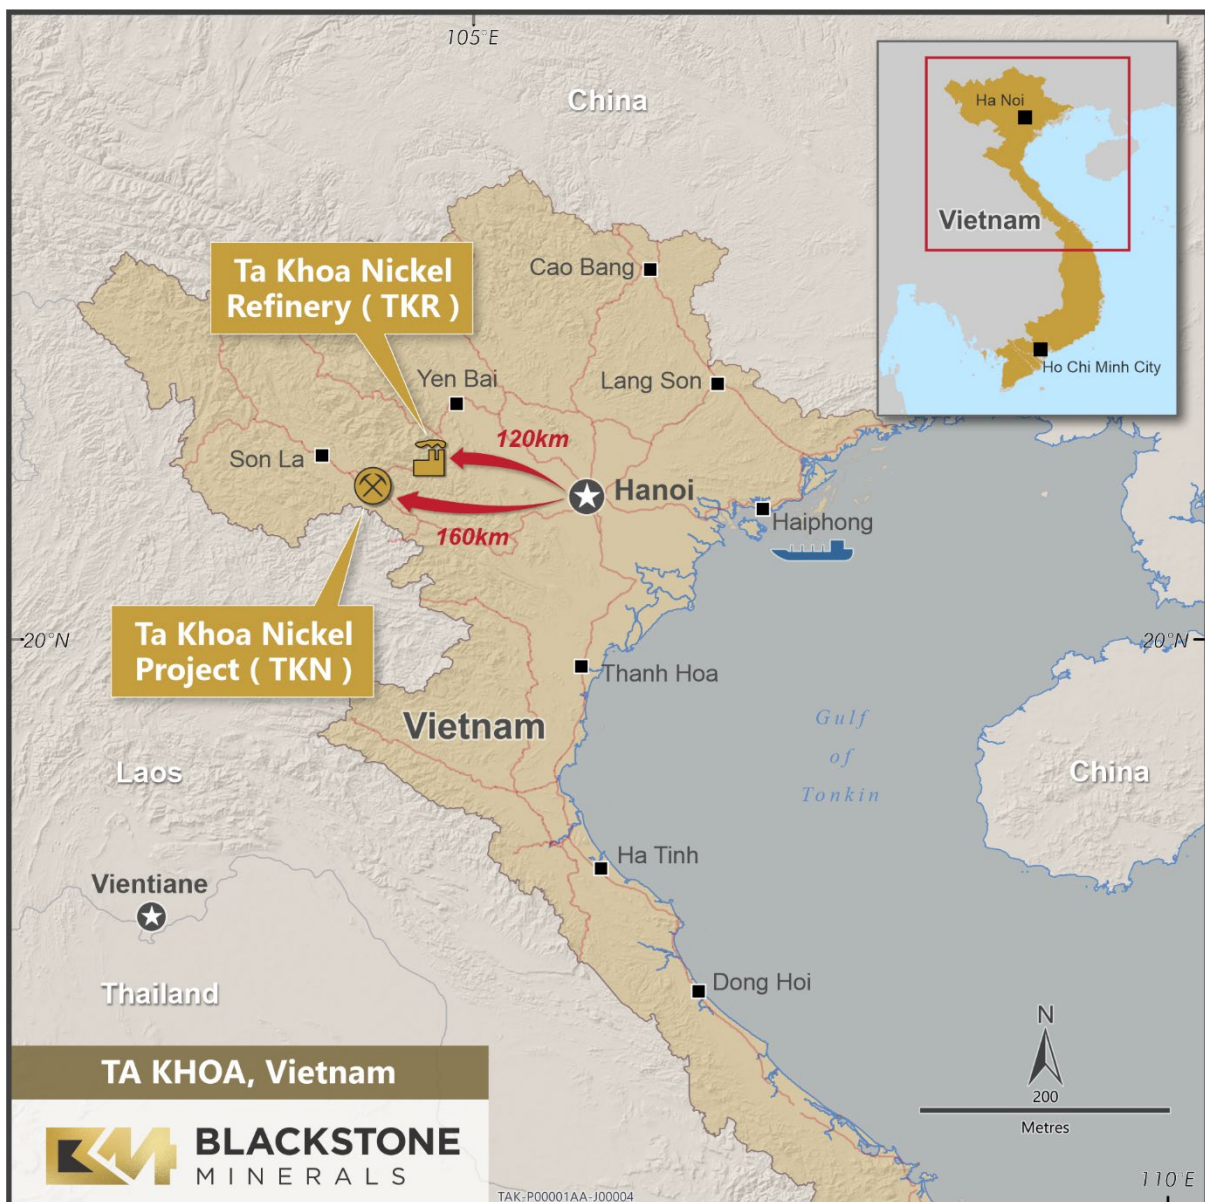 105°E
China
Ha Noi
Vietnam
Ho Chi Minh City
Ta Khoa Nickel
Refinery ( TKR )
Cao Bang
Yen Bai
Lang Son
120km
Son La
Hanoi
160km
Haiphong
Ta Khoa Nickel
Project ( TKN )
20°N
20°N
Thanh Hoa
Vietnam
Gulf
of
Tonkin
Laos
China
Ha Tinh
Vientiane
Thailand
Dong Hoi
N
200
Metres
TA KHOA, Vietnam
BM BLACKSTONE
MINERALS
TAK-P00001AA-J00004
110°E